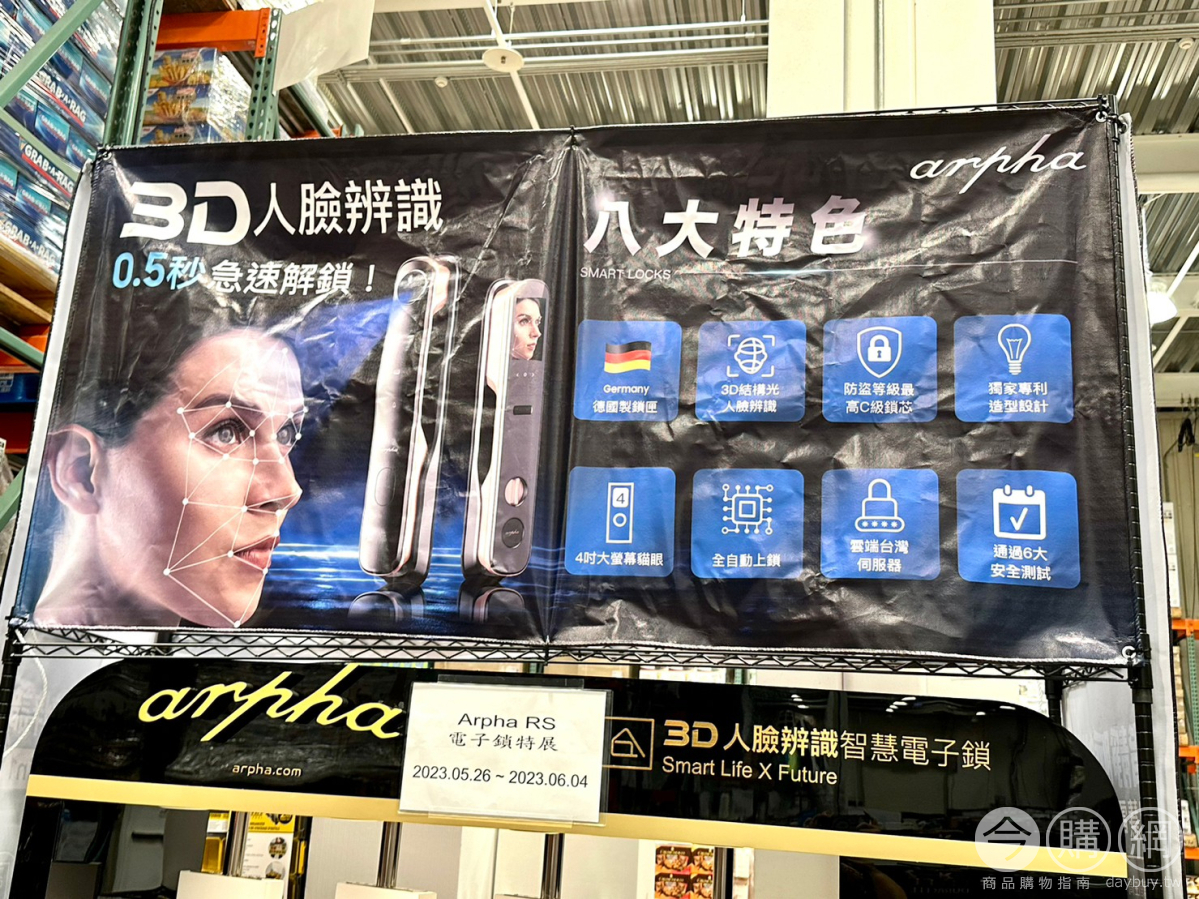 GRAB-A-RAG
GRAB-A-RAG
arpha
3D人臉辨識
0.5秒急速解鎖！
八大特色
SMART LOCKS
Germany
德國製鎖匣
3D結構光
人臉辨識
防盜等級最
高C級鎖芯
獨家專利
造型設計
4
4吋大螢幕貓眼
全自動上鎖
雲端台灣
伺服器
通過6大
安全測試
arpha
arpha.com
Arpha RS
電子鎖特展
2023.05.26 ~ 2023.06.04
3D人臉辨識智慧電子鎖
Smart Life X Future
今購網
商品購物指南 daybuy.tw